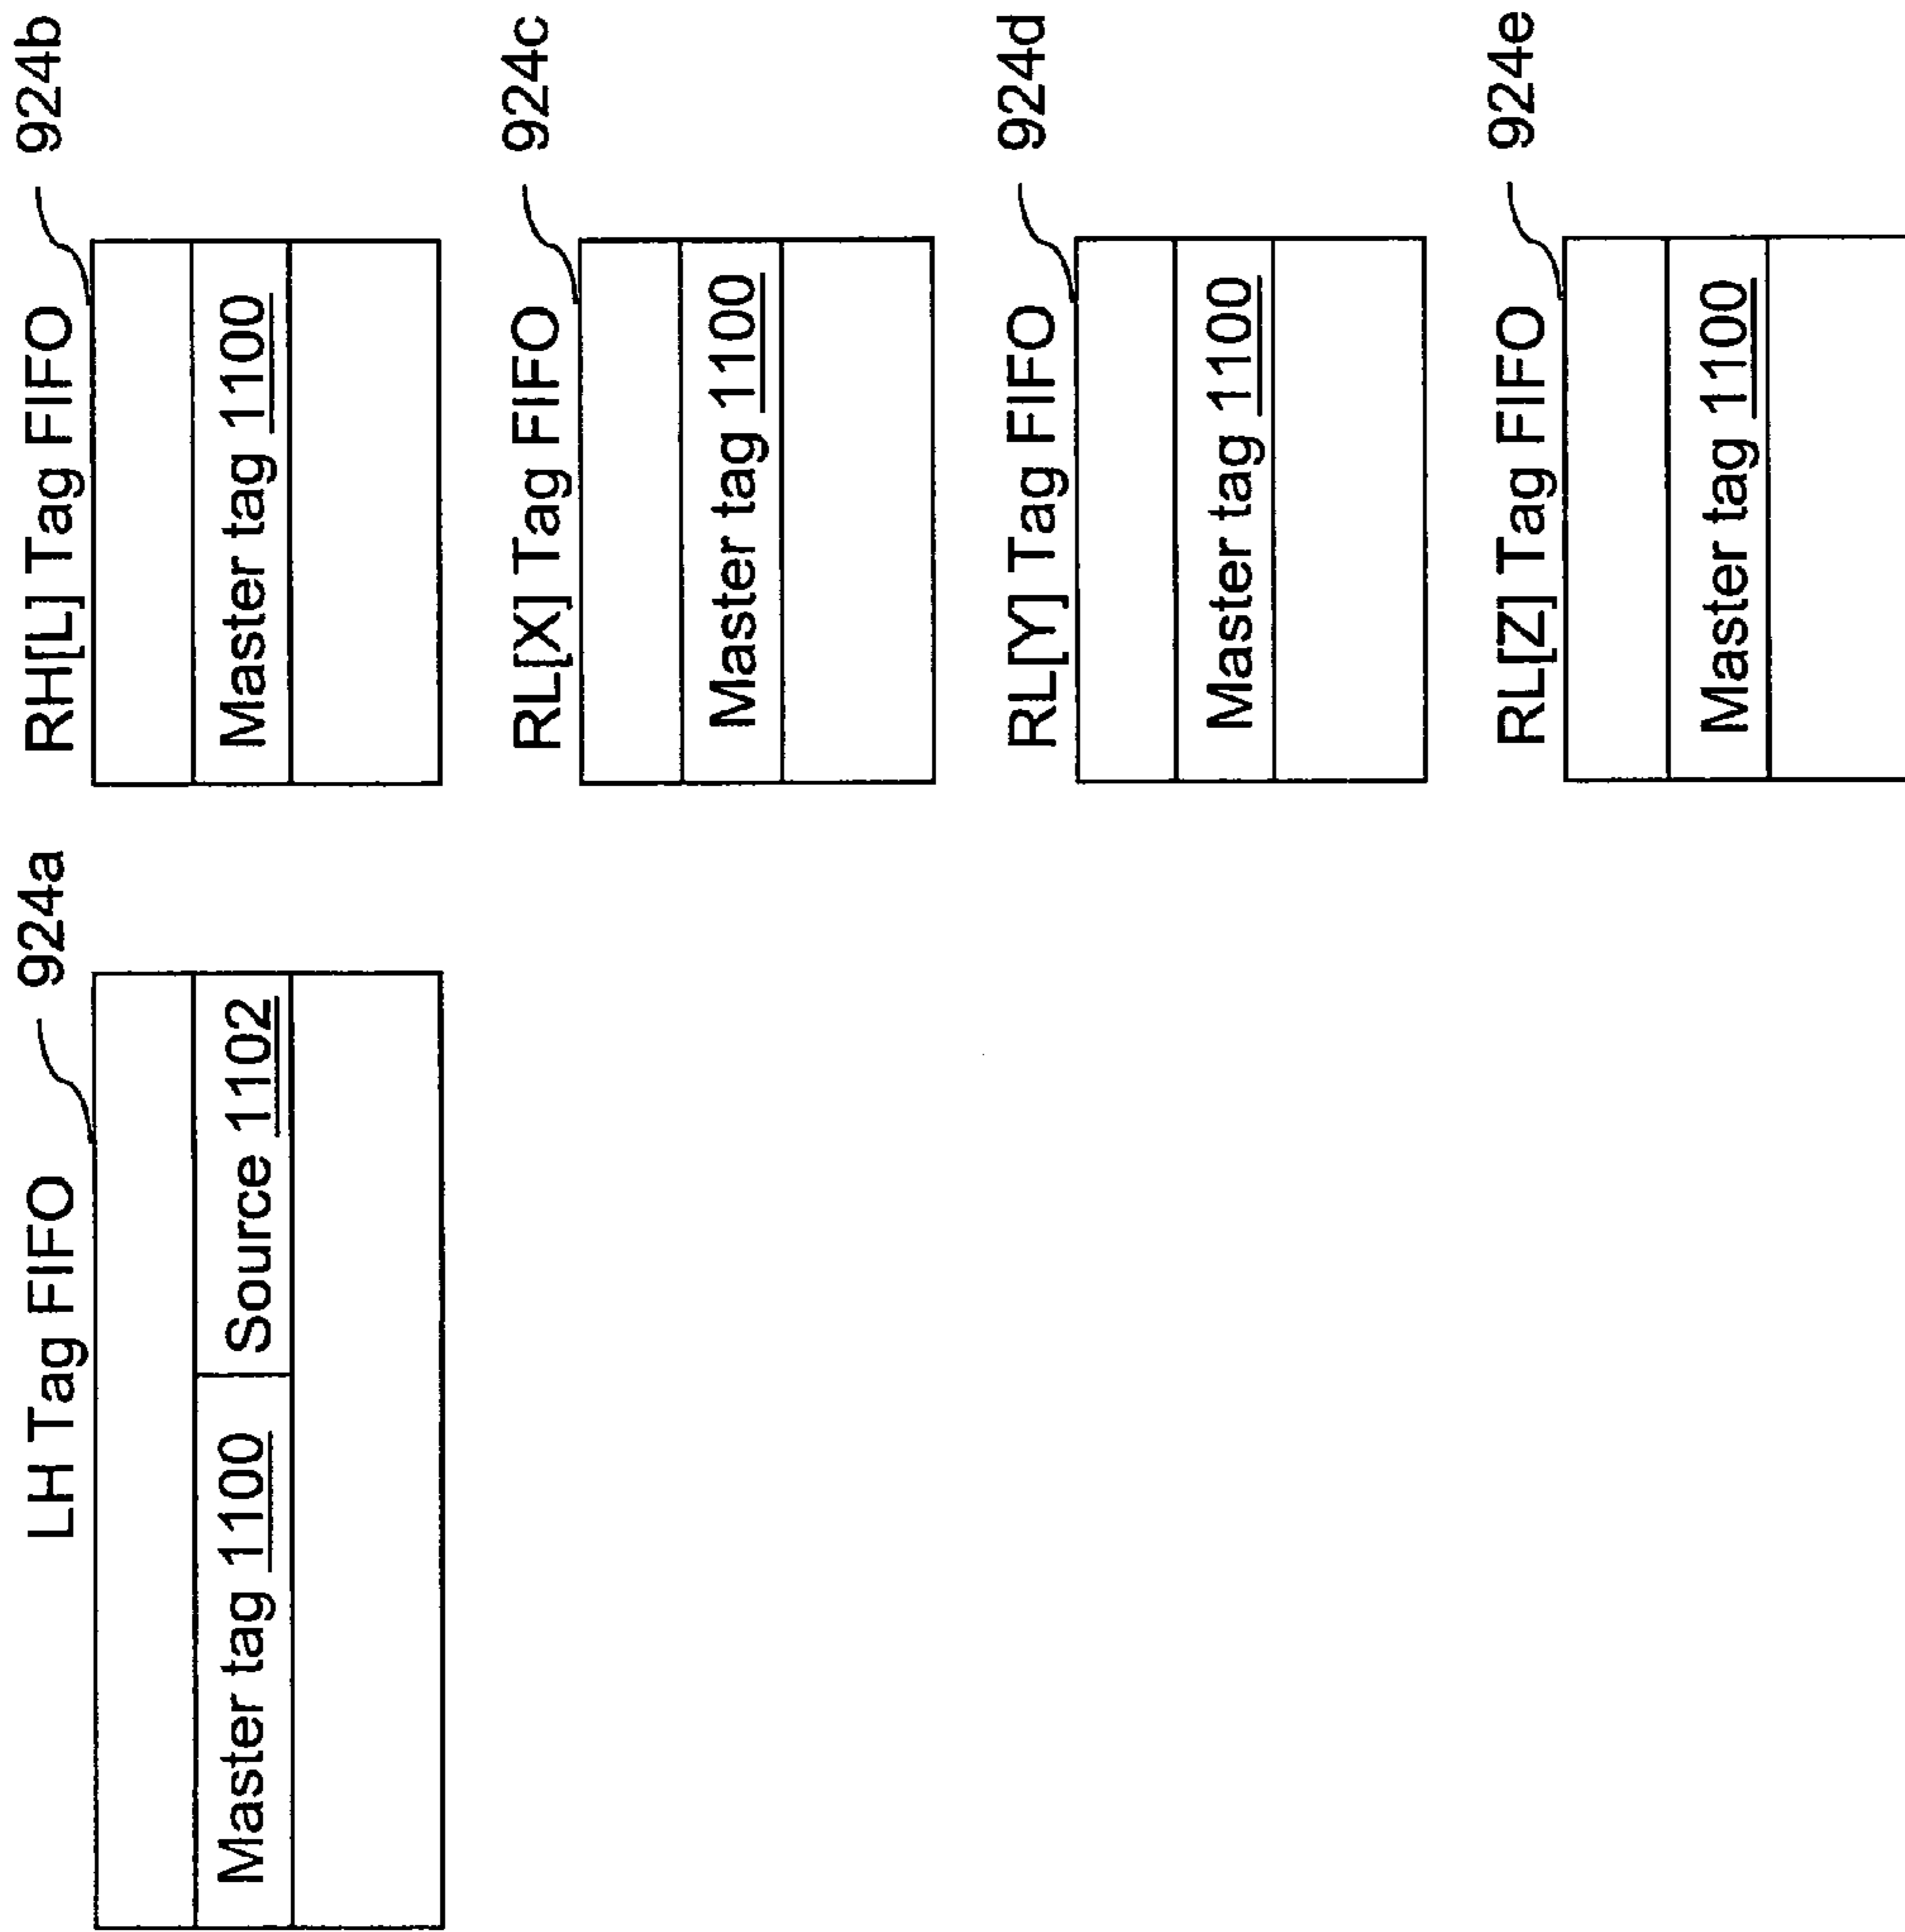 LH Tag FIFO
924a
Master tag 1100
Source 1102
RH[L] Tag FIFO
924b
Master tag 1100
RL[X] Tag FIFO
924c
Master tag 1100
RL[Y] Tag FIFO
924d
Master tag 1100
RL[Z] Tag FIFO
924e
Master tag 1100